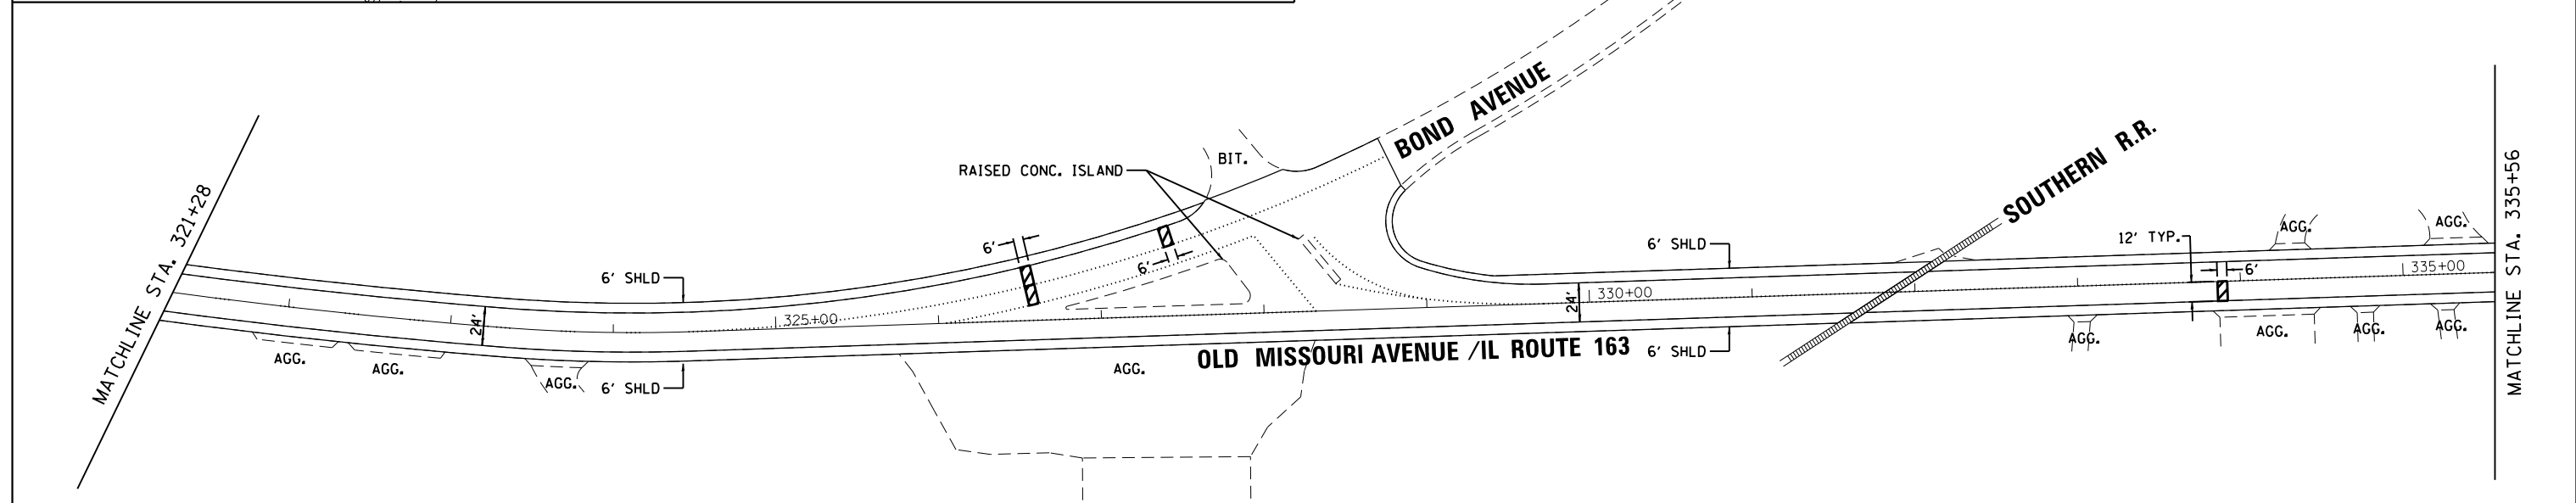 MATCHLINE STA. 321+28
AGG.
AGG.
24'
AGG.
6' SHLD
6' SHLD
325+00
6'
6'
RAISED CONC. ISLAND
BIT.
BOND AVENUE
AGG.
OLD MISSOURI AVENUE /IL ROUTE 163
24'
330+00
6' SHLD
6' SHLD
SOUTHERN R.R.
12' TYP.
6'
AGG.
AGG.
335+00
AGG.
AGG.
AGG.
AGG.
MATCHLINE STA. 335+56